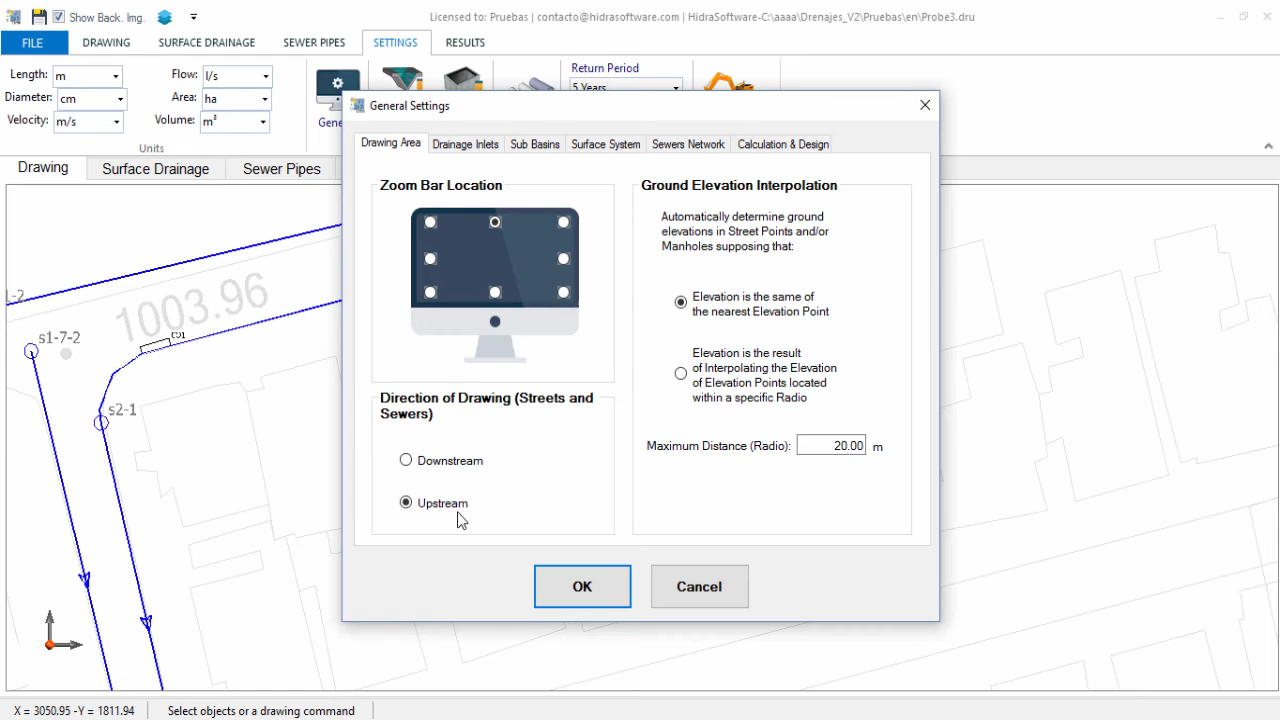 Show Back. Img.
Licensed to: Pruebas | contacto@hidrasoftware.com | HidraSoftware-C:\aaaa\Drenajes_V2\Pruebas\en\Probe3.dru
FILE DRAWING SURFACE DRAINAGE SEWER PIPES SETTINGS RESULTS
Length: m Flow: l/s
Diameter: cm Area: ha
Velocity: m/s Volume: m³
Units
Return Period
5 Years
Drawing Surface Drainage Sewer Pipes
General Settings
Drawing Area Drainage Inlets Sub Basins Surface System Sewers Network Calculation & Design
Zoom Bar Location
Direction of Drawing (Streets and
Sewers)
Downstream
Upstream
Ground Elevation Interpolation
Automatically determine ground
elevations in Street Points and/or
Manholes supposing that:
Elevation is the same of
the nearest Elevation Point
Elevation is the result
of Interpolating the Elevation
of Elevation Points located
within a specific Radio
Maximum Distance (Radio): 20.00 m
OK Cancel
1003.96
s1-7-2
s2-1
X = 3050.95 -Y = 1811.94 Select objects or a drawing command